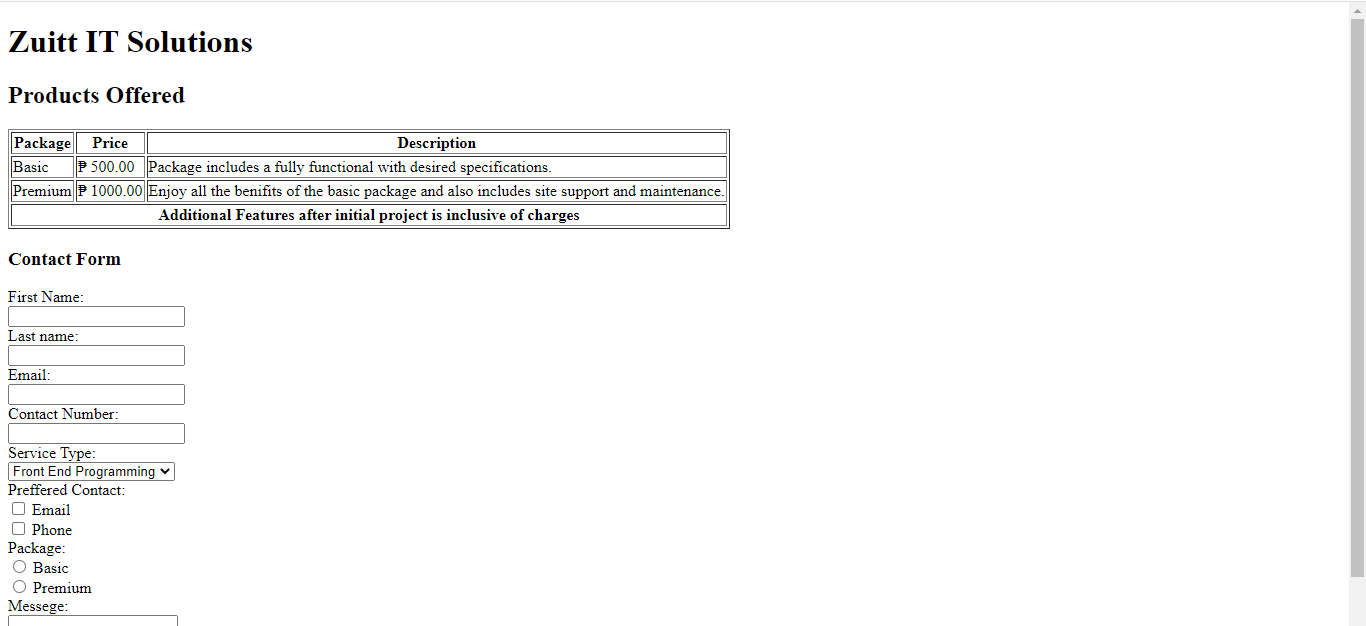 Zuitt IT Solutions
Products Offered
Package Price Description
Basic ₱ 500.00 Package includes a fully functional with desired specifications.
Premium ₱ 1000.00 Enjoy all the benifits of the basic package and also includes site support and maintenance.
Additional Features after initial project is inclusive of charges
Contact Form
First Name:
Last name:
Email:
Contact Number:
Service Type:
Front End Programming
Preffered Contact:
Email
Phone
Package:
Basic
Premium
Messege: